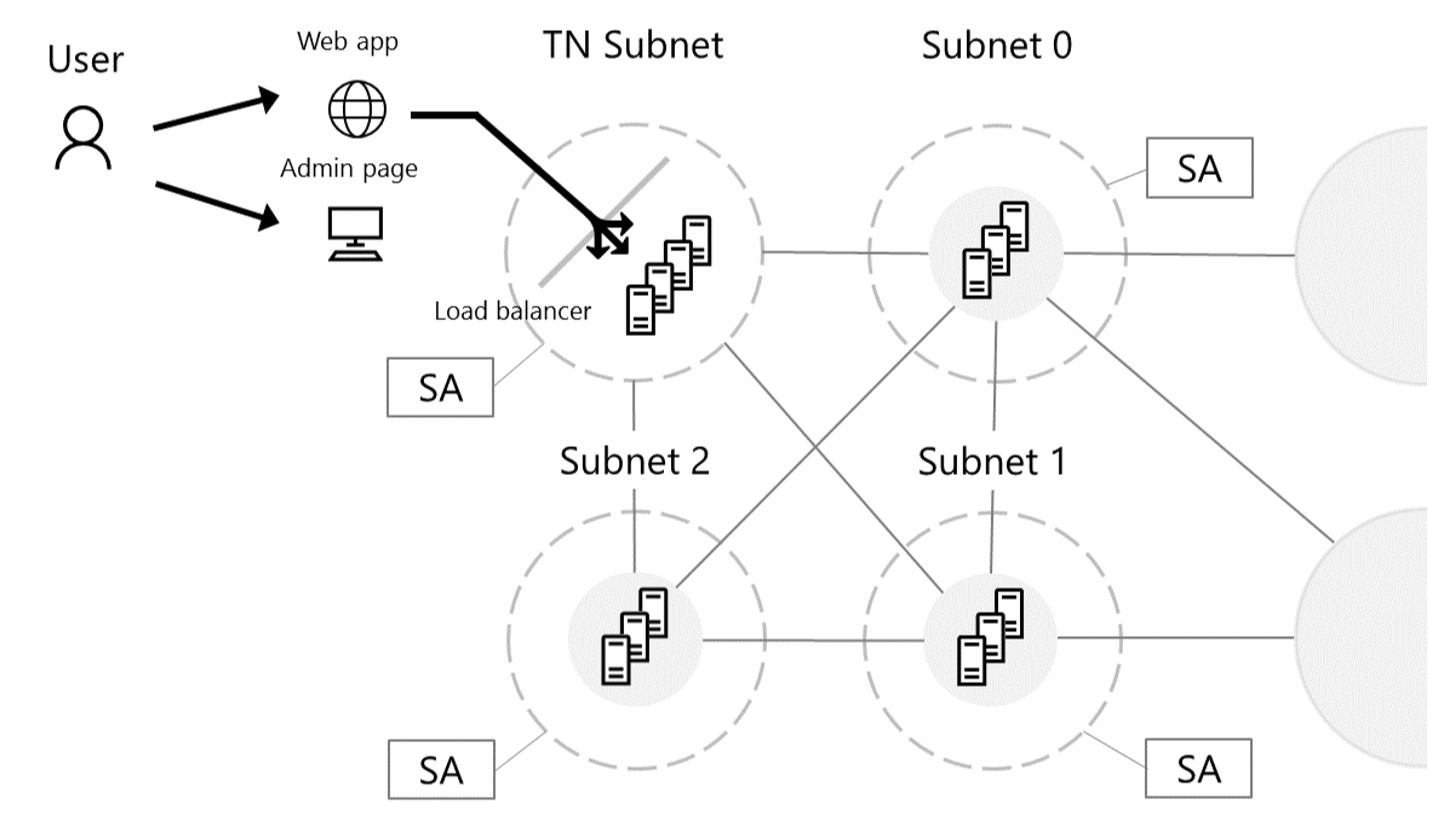 User
Web app
TN Subnet
Subnet 0
Admin page
SA
Load balancer
SA
Subnet 2
Subnet 1
SA
SA